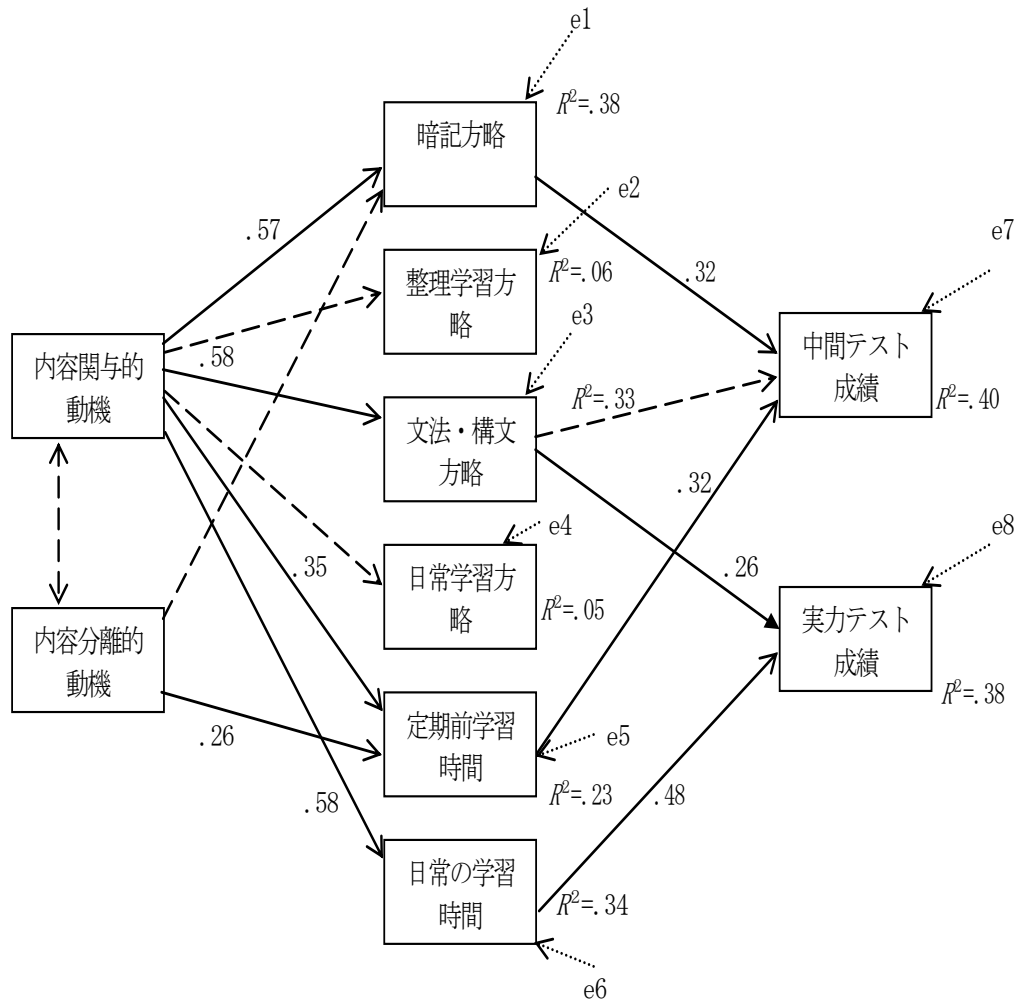 e1
R²=.38
暗記方略
e2
.57
R²=.06
整理学習方
略
.32
e7
e3
中間テスト
成績
R²=.40
内容関与的
動機
.58
R²=.33
文法・構文
方略
.32
e4
e8
.35
日常学習方
略
R²=.05
.26
実力テスト
成績
R²=.38
内容分離的
動機
.26
定期前学習
時間
e5
R²=.23
.58
.48
日常の学習
時間
R²=.34
e6